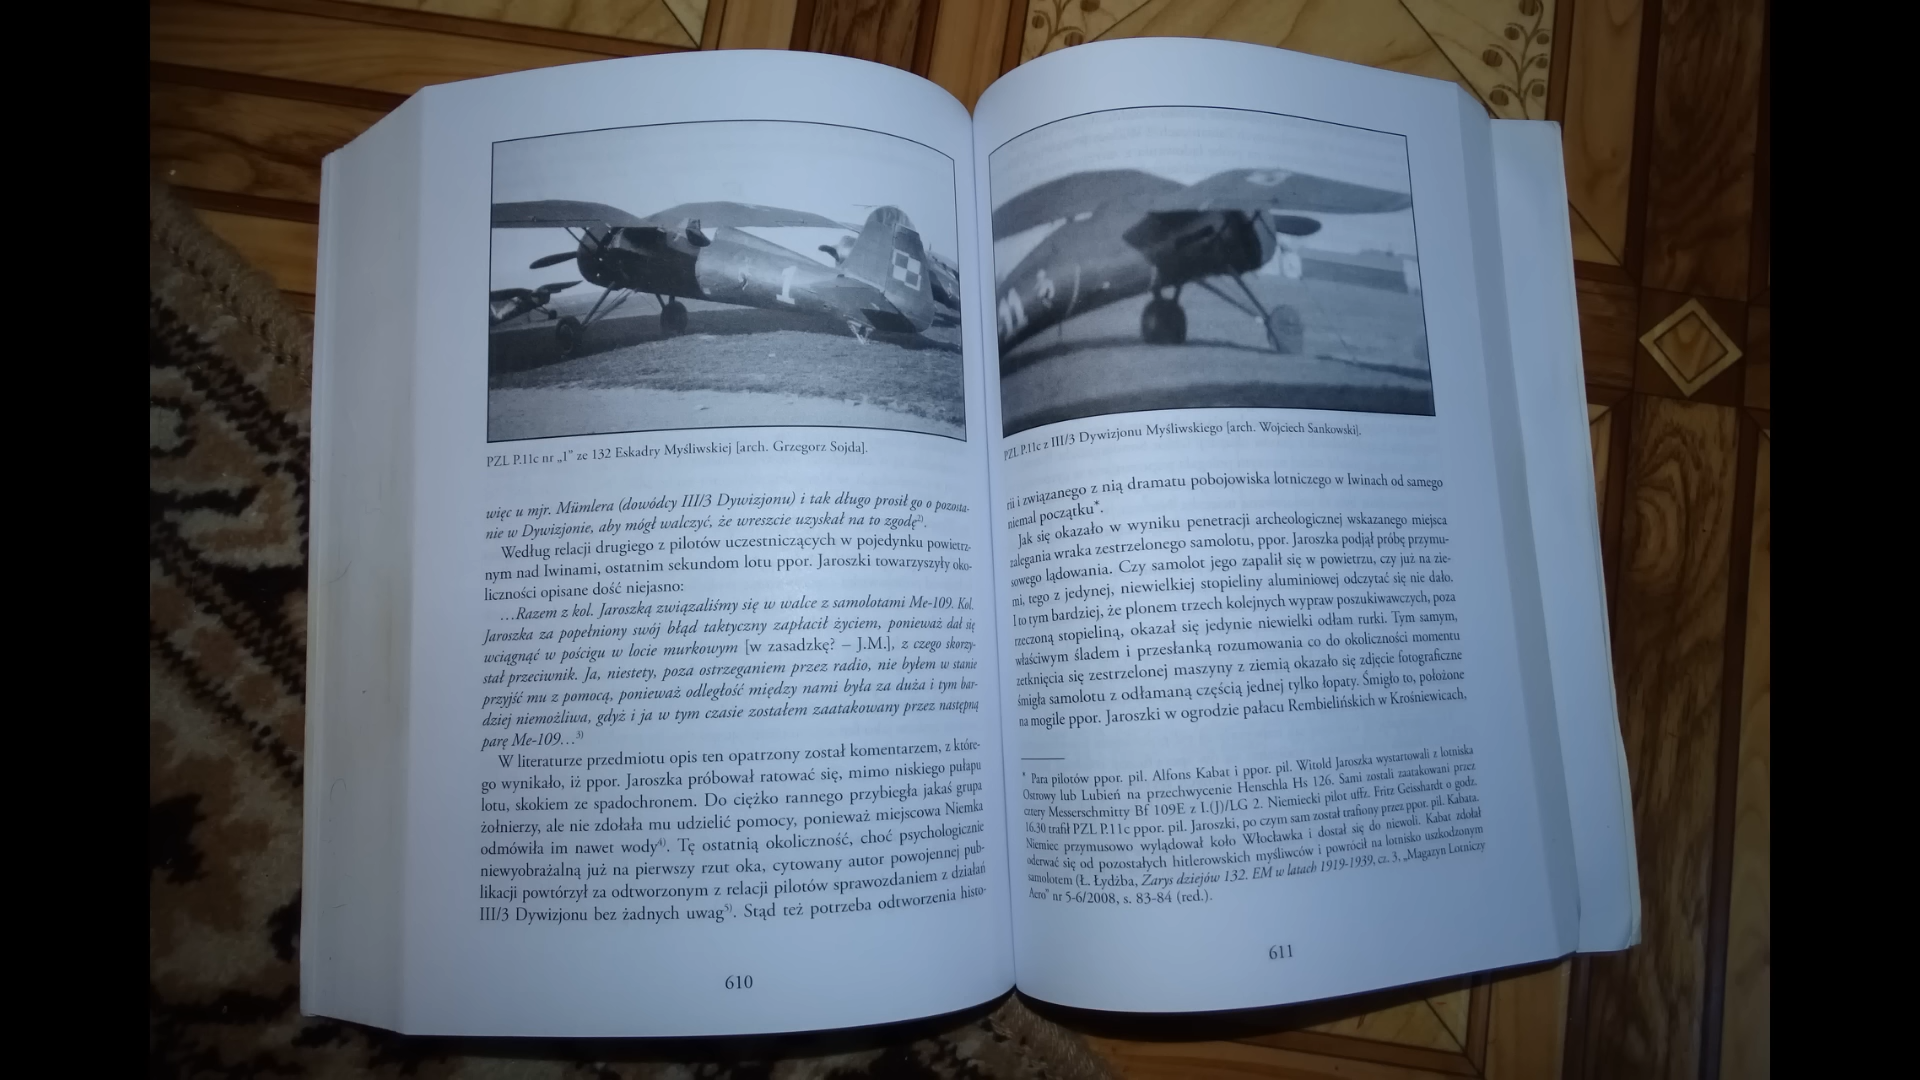 PZL P.11c nr „1" ze 132 Eskadry Myśliwskiej [arch. Grzegorz Sojda].
więc u mjr. Mümlera (dowódcy III/3 Dywizjonu) i tak długo prosił go o pozosta-
nie w Dywizjonie, aby mógł walczyć, że wreszcie uzyskał na to zgodę²⁾.
Według relacji drugiego z pilotów uczestniczących w pojedynku powietrz-
nym nad Iwinami, ostatnim sekundom lotu ppor. Jaroszki towarzyszyły oko-
liczności opisane dość niejasno:
…Razem z kol. Jaroszką związaliśmy się w walce z samolotami Me-109. Kol.
Jaroszka za popełniony swój błąd taktyczny zapłacił życiem, ponieważ dał się
wciągnąć w pościgu w locie murkowym [w zasadzkę? – J.M.], z czego skorzy-
stał przeciwnik. Ja, niestety, poza ostrzeganiem przez radio, nie byłem w stanie
przyjść mu z pomocą, ponieważ odległość między nami była za duża i tym bar-
dziej niemożliwa, gdyż i ja w tym czasie zostałem zaatakowany przez następną
parę Me-109…³⁾
W literaturze przedmiotu opis ten opatrzony został komentarzem, z które-
go wynikało, iż ppor. Jaroszka próbował ratować się, mimo niskiego pułapu
lotu, skokiem ze spadochronem. Do ciężko rannego przybiegła jakaś grupa
żołnierzy, ale nie zdołała mu udzielić pomocy, ponieważ miejscowa Niemka
odmówiła im nawet wody⁴⁾. Tę ostatnią okoliczność, choć psychologicznie
niewyobrażalną już na pierwszy rzut oka, cytowany autor powojennej pub-
likacji powtórzył za odtworzonym z relacji pilotów sprawozdaniem z działań
III/3 Dywizjonu bez żadnych uwag⁵⁾. Stąd też potrzeba odtworzenia histo-
610
PZL P.11c z III/3 Dywizjonu Myśliwskiego [arch. Wojciech Sankowski].
rii i związanego z nią dramatu pobojowiska lotniczego w Iwinach od samego
niemal początku*.
Jak się okazało w wyniku penetracji archeologicznej wskazanego miejsca
zalegania wraka zestrzelonego samolotu, ppor. Jaroszka podjął próbę przymu-
sowego lądowania. Czy samolot jego zapalił się w powietrzu, czy już na zie-
mi, tego z jedynej, niewielkiej stopieliny aluminiowej odczytać się nie dało.
I to tym bardziej, że plonem trzech kolejnych wypraw poszukiwawczych, poza
rzeczoną stopieliną, okazał się jedynie niewielki odłam rurki. Tym samym,
właściwym śladem i przesłanką rozumowania co do okoliczności momentu
zetknięcia się zestrzelonej maszyny z ziemią okazało się zdjęcie fotograficzne
śmigła samolotu z odłamaną częścią jednej tylko łopaty. Śmigło to, położone
na mogile ppor. Jaroszki w ogrodzie pałacu Rembielińskich w Krośniewicach,
* Para pilotów ppor. pil. Alfons Kabat i ppor. pil. Witold Jaroszka wystartowali z lotniska
Ostrowy lub Lubień na przechwycenie Henschla Hs 126. Sami zostali zaatakowani przez
cztery Messerschmitty Bf 109E z I.(J)/LG 2. Niemiecki pilot uffz. Fritz Geisshardt o godz.
16.30 trafił PZL P.11c ppor. pil. Jaroszki, po czym sam został trafiony przez ppor. pil. Kabata.
Niemiec przymusowo wylądował koło Włocławka i dostał się do niewoli. Kabat zdołał
oderwać się od pozostałych hitlerowskich myśliwców i powrócił na lotnisko uszkodzonym
samolotem (Ł. Łydżba, Zarys dziejów 132. EM w latach 1919-1939, cz. 3, „Magazyn Lotniczy
Aero" nr 5-6/2008, s. 83-84 (red.).
611